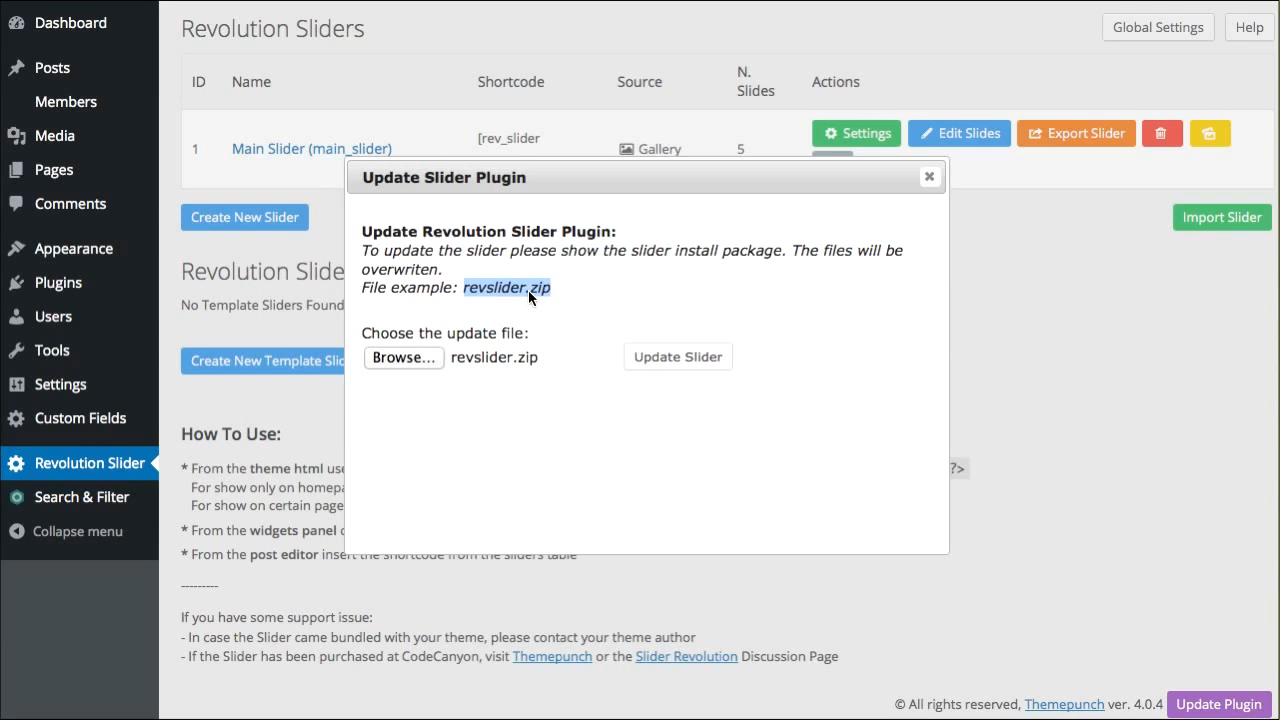 Dashboard
Posts
Members
Media
Pages
Comments
Appearance
Plugins
Users
Tools
Settings
Custom Fields
Revolution Slider
Search & Filter
Collapse menu
Revolution Sliders
Global Settings
Help
ID Name Shortcode Source N. Slides Actions
1 Main Slider (main_slider) [rev_slider Gallery 5
Settings
Edit Slides
Export Slider
Create New Slider
Import Slider
Revolution Slide
No Template Sliders Found
Create New Template Slid
Update Slider Plugin
Update Revolution Slider Plugin:
To update the slider please show the slider install package. The files will be
overwriten.
File example: revslider.zip
Choose the update file:
Browse... revslider.zip
Update Slider
How To Use:
* From the theme html use ?>
For show only on homepa
For show on certain page
* From the widgets panel
* From the post editor insert the shortcode from the sliders table
---------
If you have some support issue:
- In case the Slider came bundled with your theme, please contact your theme author
- If the Slider has been purchased at CodeCanyon, visit Themepunch or the Slider Revolution Discussion Page
© All rights reserved, Themepunch ver. 4.0.4
Update Plugin